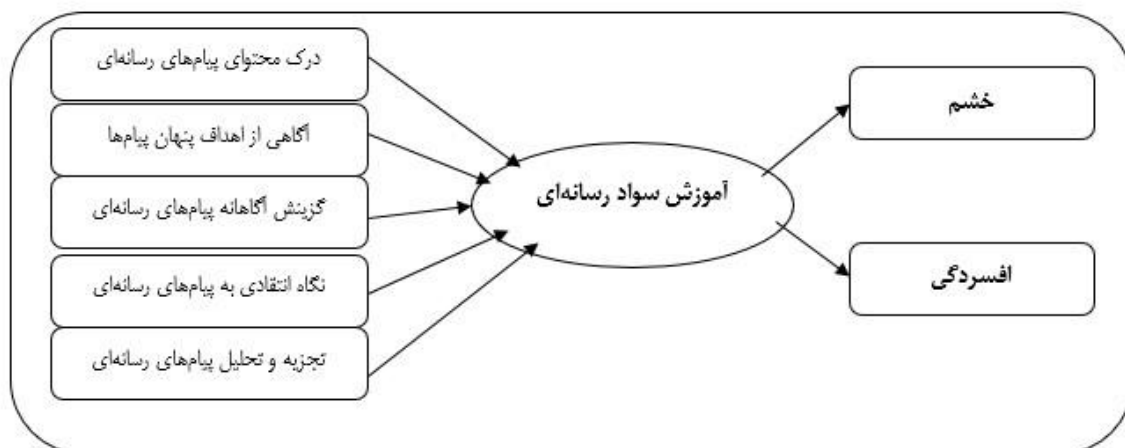 درک محتوای پیام‌های رسانه‌ای
آگاهی از اهداف پنهان پیام‌ها
گزینش آگاهانه پیام‌های رسانه‌ای
نگاه انتقادی به پیام‌های رسانه‌ای
تجزیه و تحلیل پیام‌های رسانه‌ای
آموزش سواد رسانه‌ای
خشم
افسردگی